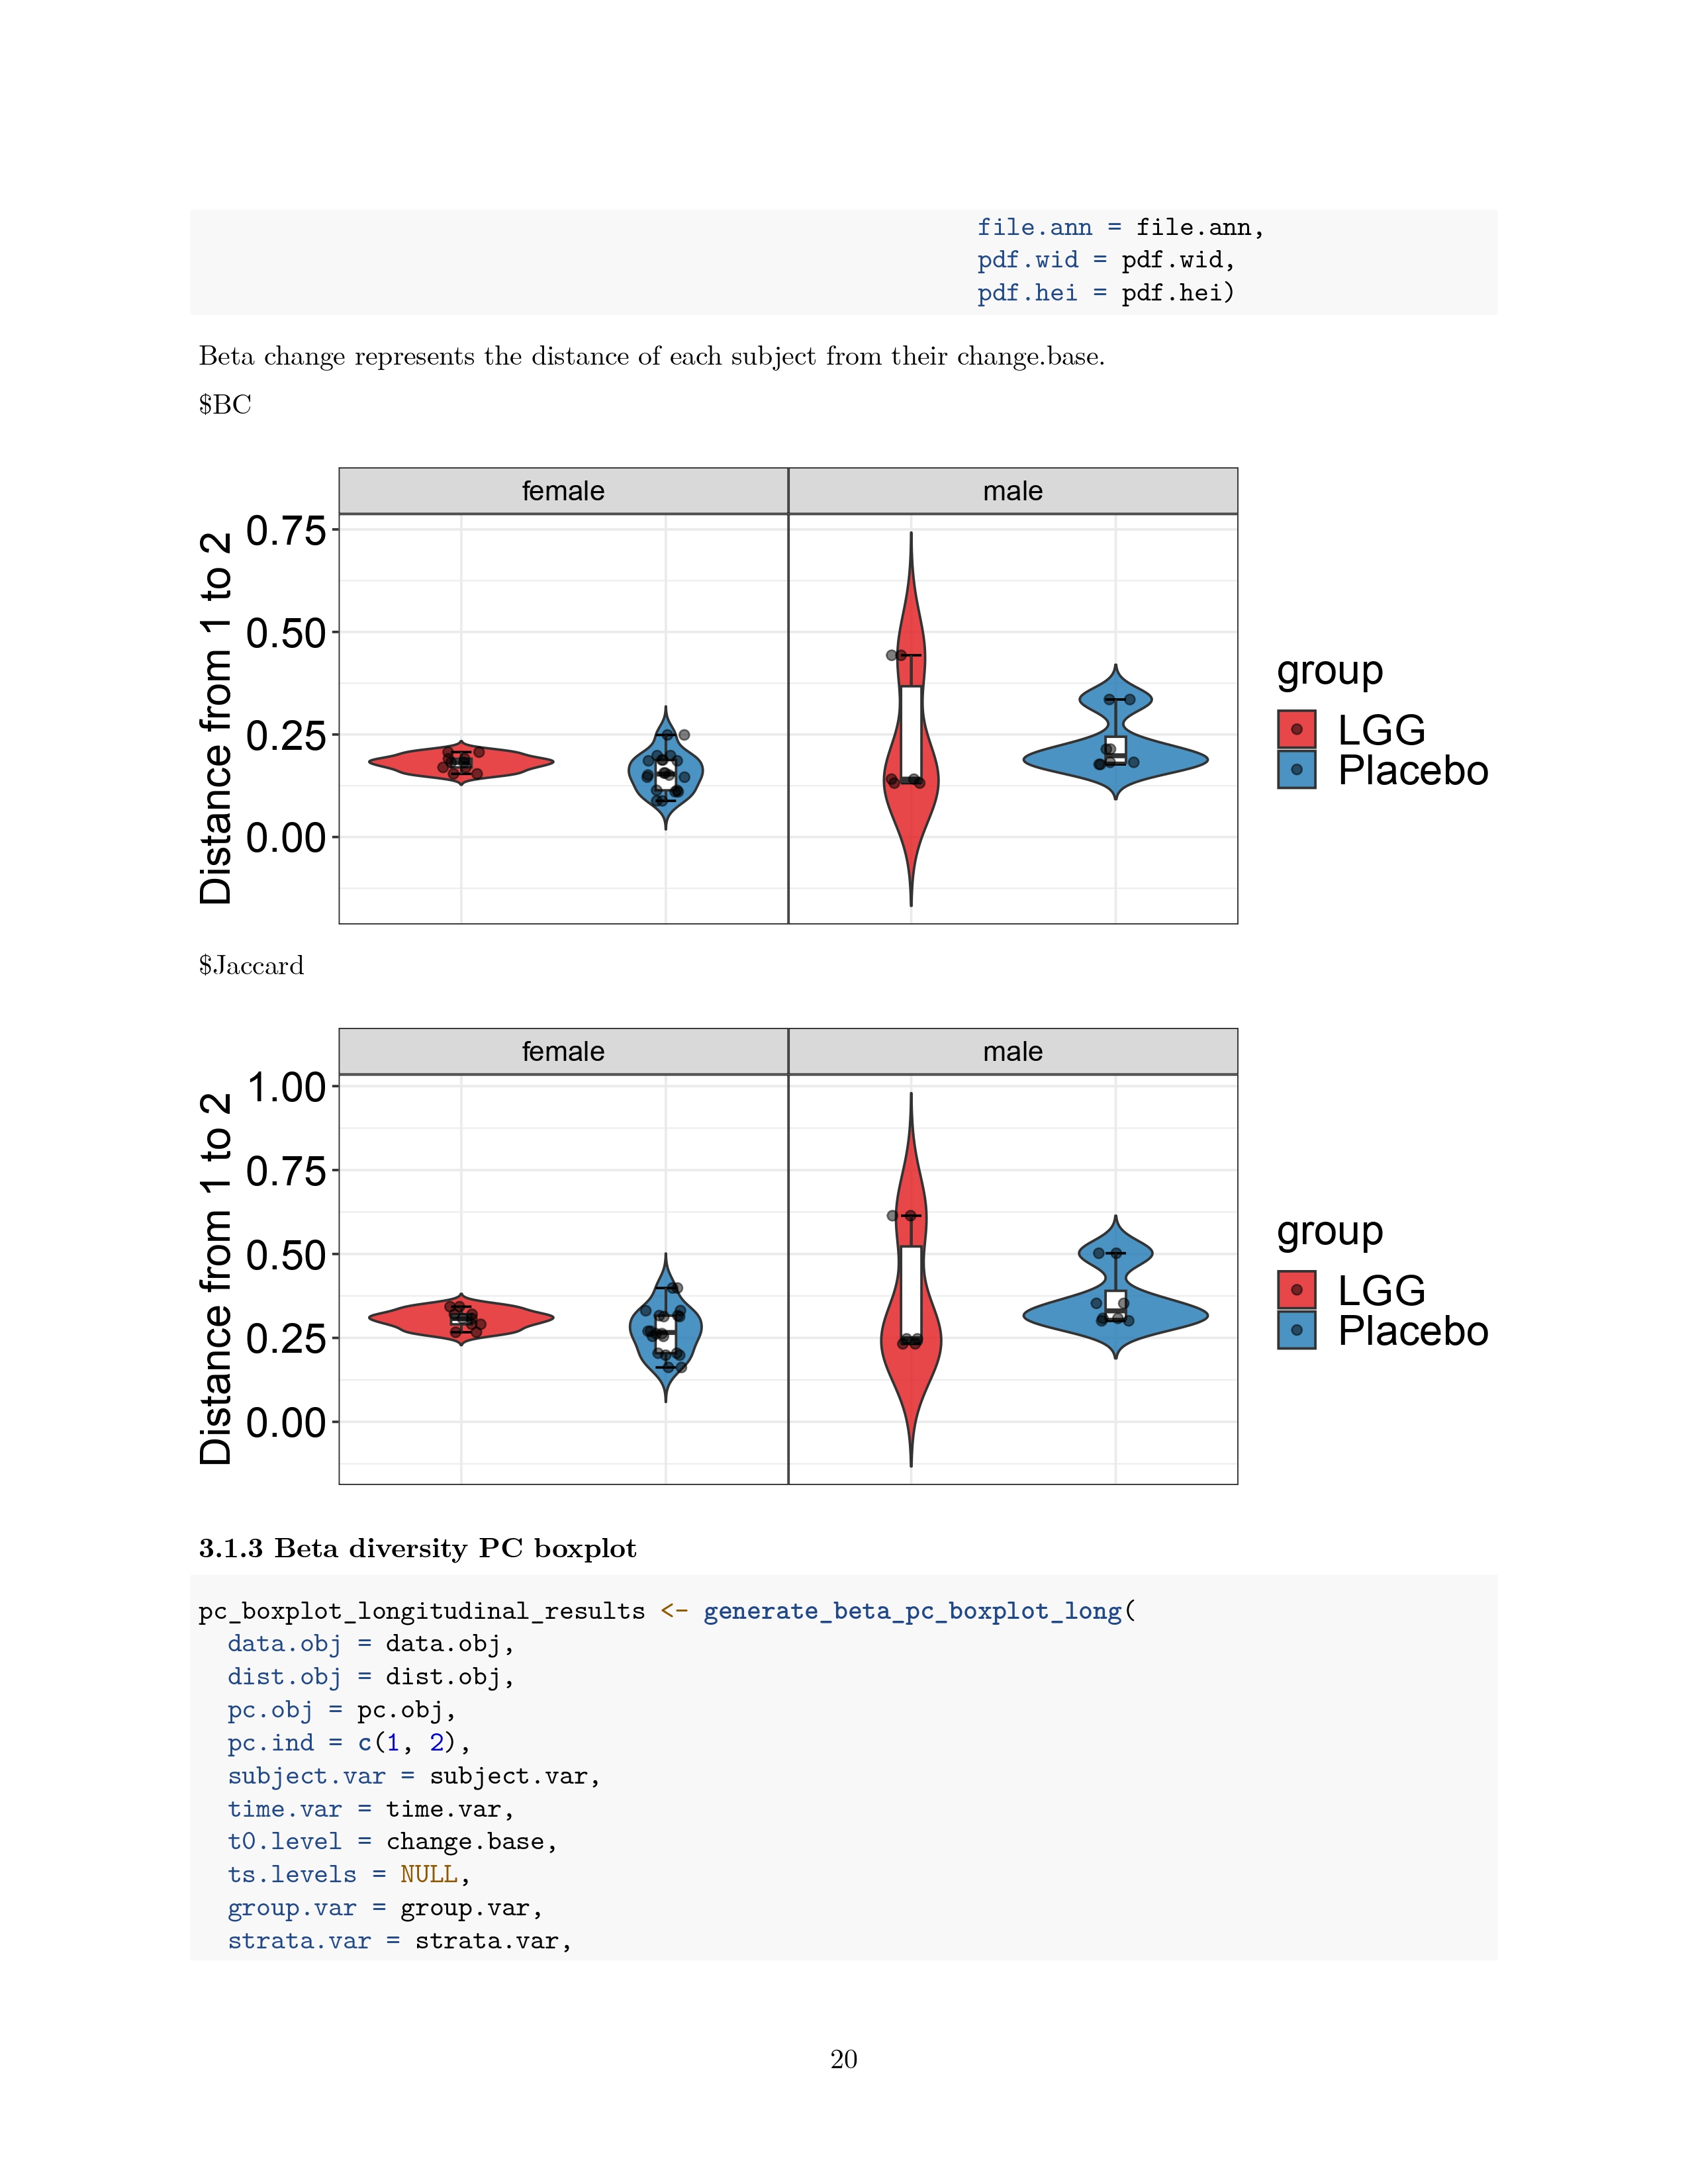 file.ann = file.ann,
pdf.wid = pdf.wid,
pdf.hei = pdf.hei)
Beta change represents the distance of each subject from their change.base.
$BC
female
male
Distance from 1 to 2
0.75
0.50
0.25
0.00
group
LGG
Placebo
$Jaccard
female
male
Distance from 1 to 2
1.00
0.75
0.50
0.25
0.00
group
LGG
Placebo
3.1.3 Beta diversity PC boxplot
pc_boxplot_longitudinal_results <- generate_beta_pc_boxplot_long(
data.obj = data.obj,
dist.obj = dist.obj,
pc.obj = pc.obj,
pc.ind = c(1, 2),
subject.var = subject.var,
time.var = time.var,
t0.level = change.base,
ts.levels = NULL,
group.var = group.var,
strata.var = strata.var,
20